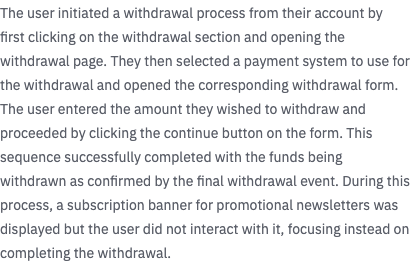 The user initiated a withdrawal process from their account by
first clicking on the withdrawal section and opening the
withdrawal page. They then selected a payment system to use for
the withdrawal and opened the corresponding withdrawal form.
The user entered the amount they wished to withdraw and
proceeded by clicking the continue button on the form. This
sequence successfully completed with the funds being
withdrawn as confirmed by the final withdrawal event. During this
process, a subscription banner for promotional newsletters was
displayed but the user did not interact with it, focusing instead on
completing the withdrawal.